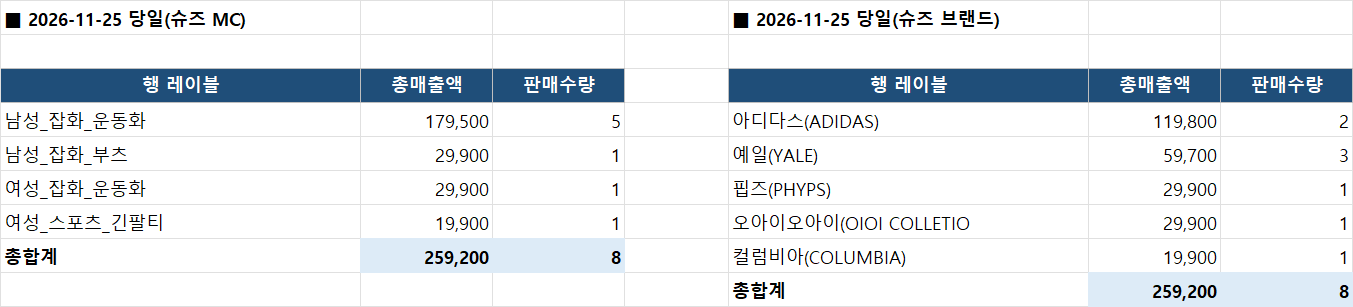 ■ 2026-11-25 당일(슈즈 MC)
행 레이블 총매출액 판매수량
남성_잡화_운동화 179,500 5
남성_잡화_부츠 29,900 1
여성_잡화_운동화 29,900 1
여성_스포츠_긴팔티 19,900 1
총합계 259,200 8
■ 2026-11-25 당일(슈즈 브랜드)
행 레이블 총매출액 판매수량
아디다스(ADIDAS) 119,800 2
예일(YALE) 59,700 3
핍즈(PHYPS) 29,900 1
오아이오아이(OIOI COLLETIO 29,900 1
컬럼비아(COLUMBIA) 19,900 1
총합계 259,200 8